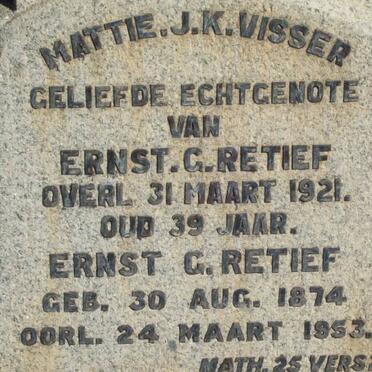 MATTIE. J. K. VISSER
GELIEFDE ECHTGENOTE
VAN
ERNST. G. RETIEF
OVERL 31 MAART 1921.
OUD 39 JAAR.
ERNST G. RETIEF
GEB. 30 AUG. 1874
OORL. 24 MAART 1953.
MATH. 25 VERS